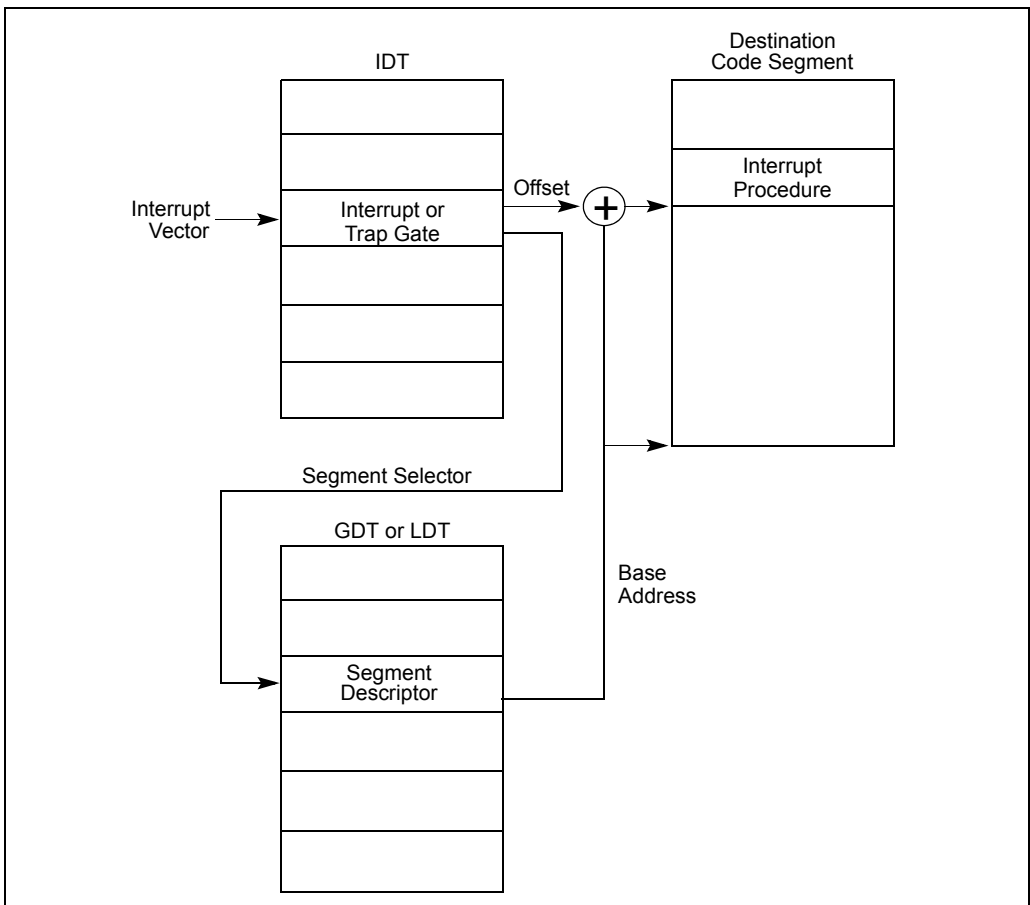 IDT
Destination
Code Segment
Interrupt
Vector
Interrupt or
Trap Gate
Offset
+
Interrupt
Procedure
Segment Selector
GDT or LDT
Segment
Descriptor
Base
Address